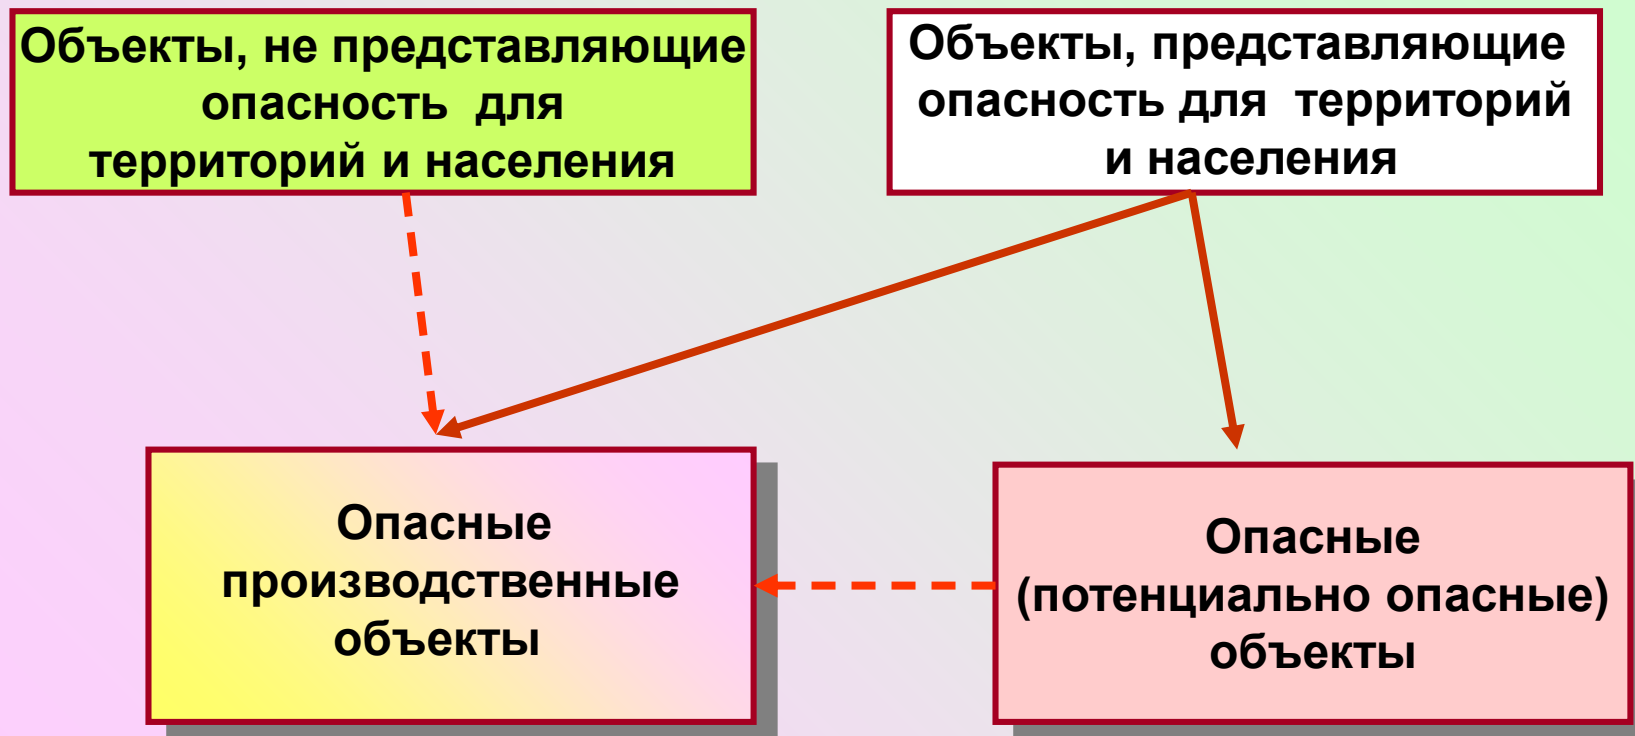 Объекты, не представляющие
опасность для
территорий и населения
Объекты, представляющие
опасность для территорий
и населения
Опасные
производственные
объекты
Опасные
(потенциально опасные)
объекты